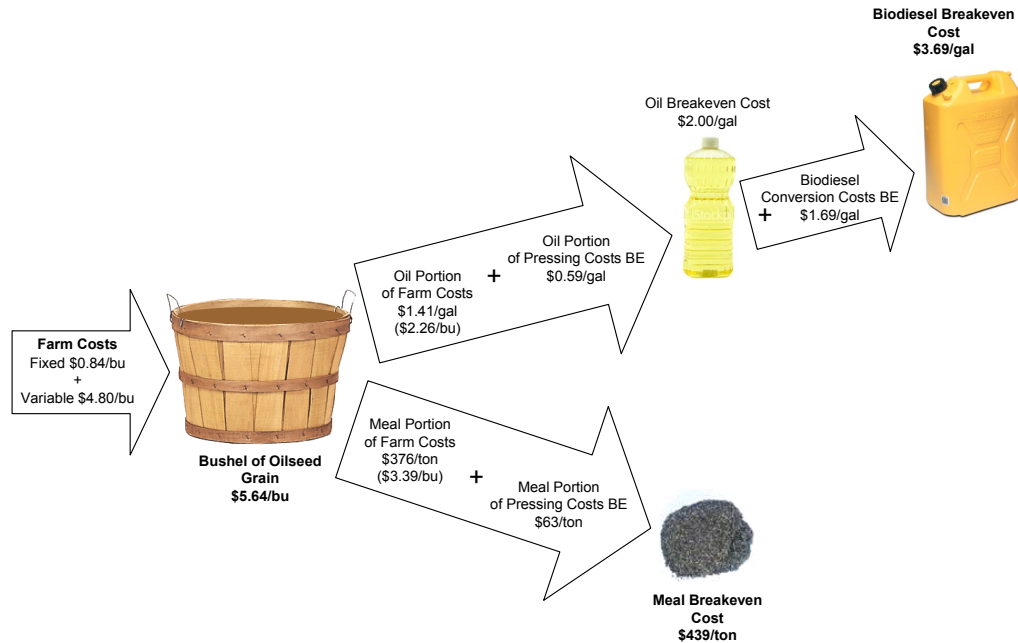 Biodiesel Breakeven
Cost
$3.69/gal
Oil Breakeven Cost
$2.00/gal
Biodiesel
Conversion Costs BE
$1.69/gal
+
iStock
Oil Portion
of Pressing Costs BE
$0.59/gal
+
Oil Portion
of Farm Costs
$1.41/gal
($2.26/bu)
Farm Costs
Fixed $0.84/bu
+
Variable $4.80/bu
Bushel of Oilseed
Grain
$5.64/bu
Meal Portion
of Farm Costs
$376/ton
($3.39/bu)
+
Meal Portion
of Pressing Costs BE
$63/ton
Meal Breakeven
Cost
$439/ton